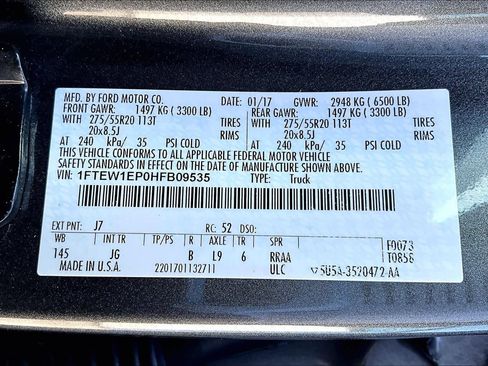 MFD. BY FORD MOTOR CO. DATE: 01/17 GVWR: 2948 KG ( 6500 LB)
FRONT GAWR: 1497 KG ( 3300 LB) REAR GAWR: 1497 KG ( 3300 LB)
WITH TIRES WITH TIRES
275/55R20 113T 275/55R20 113T
20x8.5J RIMS 20x8.5J RIMS
AT 240 kPa/ 35 PSI COLD AT 240 kPa/ 35 PSI COLD
THIS VEHICLE CONFORMS TO ALL APPLICABLE FEDERAL MOTOR VEHICLE
SAFETY STANDARDS IN EFFECT ON THE DATE OF MANUFACTURE SHOWN ABOVE.
VIN: 1FTEW1EP0HFB09535 TYPE: Truck
EXT PNT: J7 RC: 52 DSO:
WB INT TR TP/PS R AXLE TR SPR F0073
145 JG B L9 6 RRAA T0858
MADE IN U.S.A. 2201701132711 ULC 5U5A-3520472-AA